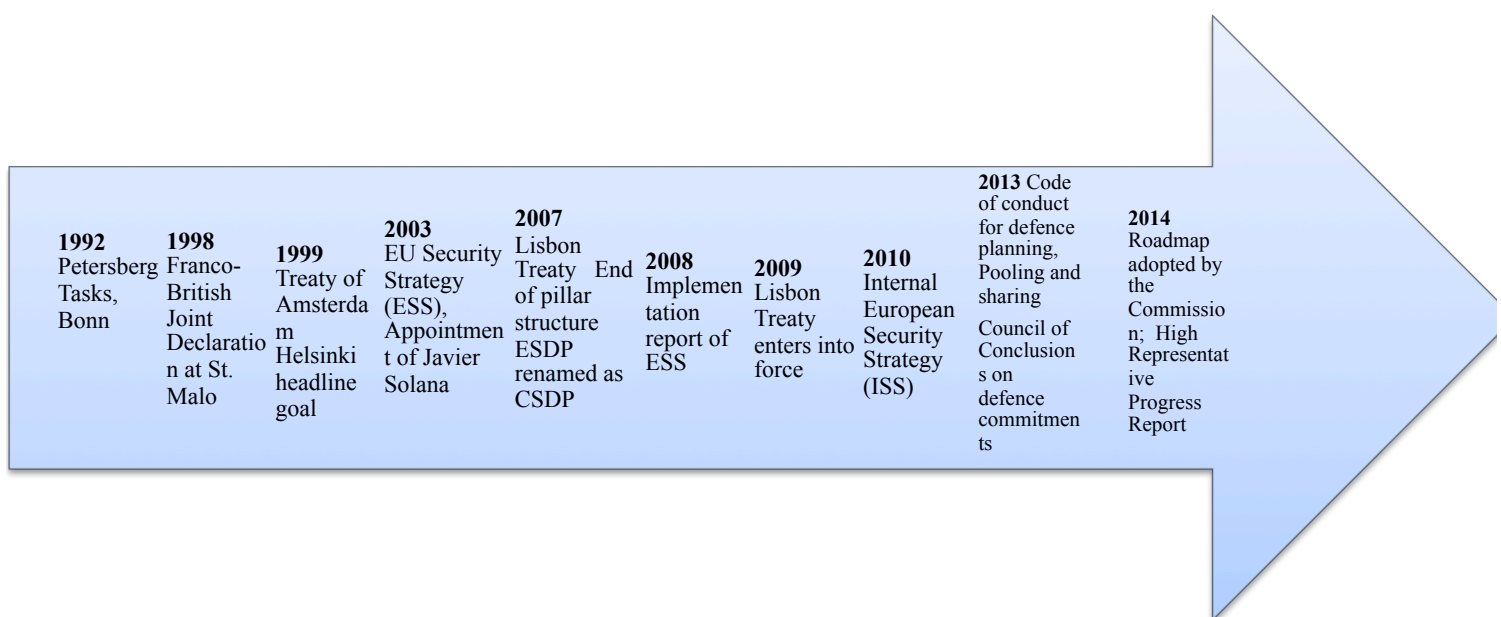 1992
Petersberg
Tasks,
Bonn
1998
Franco-
British
Joint
Declaratio
n at St.
Malo
1999
Treaty of
Amsterda
m
Helsinki
headline
goal
2003
EU Security
Strategy
(ESS),
Appointmen
t of Javier
Solana
2007
Lisbon
Treaty End
of pillar
structure
ESDP
renamed as
CSDP
2008
Implemen
tation
report of
ESS
2009
Lisbon
Treaty
enters into
force
2010
Internal
European
Security
Strategy
(ISS)
2013 Code
of conduct
for defence
planning,
Pooling and
sharing
Council of
Conclusion
s on
defence
commitmen
ts
2014
Roadmap
adopted by
the
Commissio
n; High
Representat
ive
Progress
Report